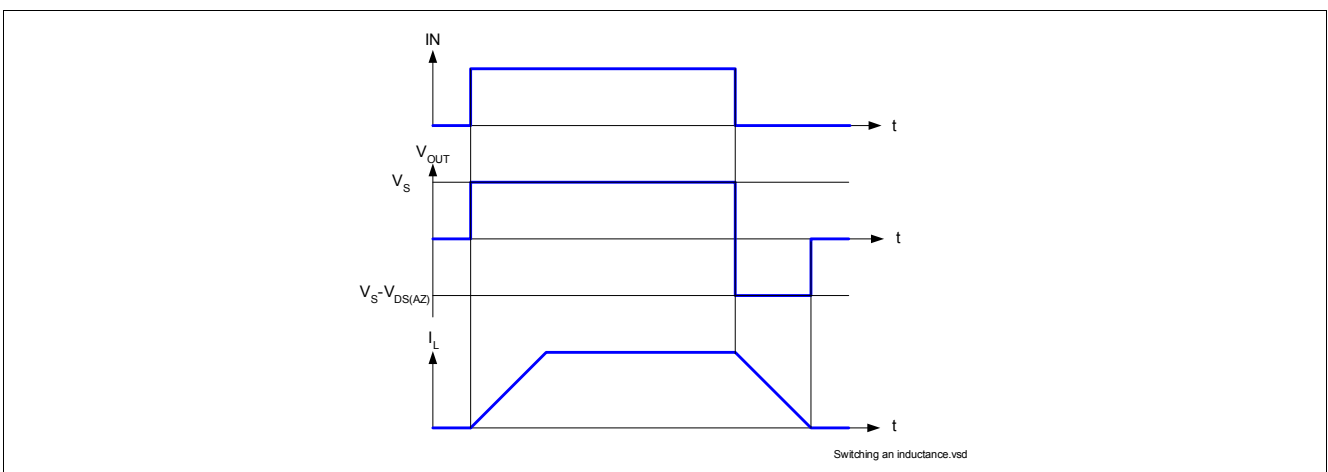 IN
t
V_OUT
V_S
t
V_S-V_DS(AZ)
I_L
t
Switching an inductance.vsd